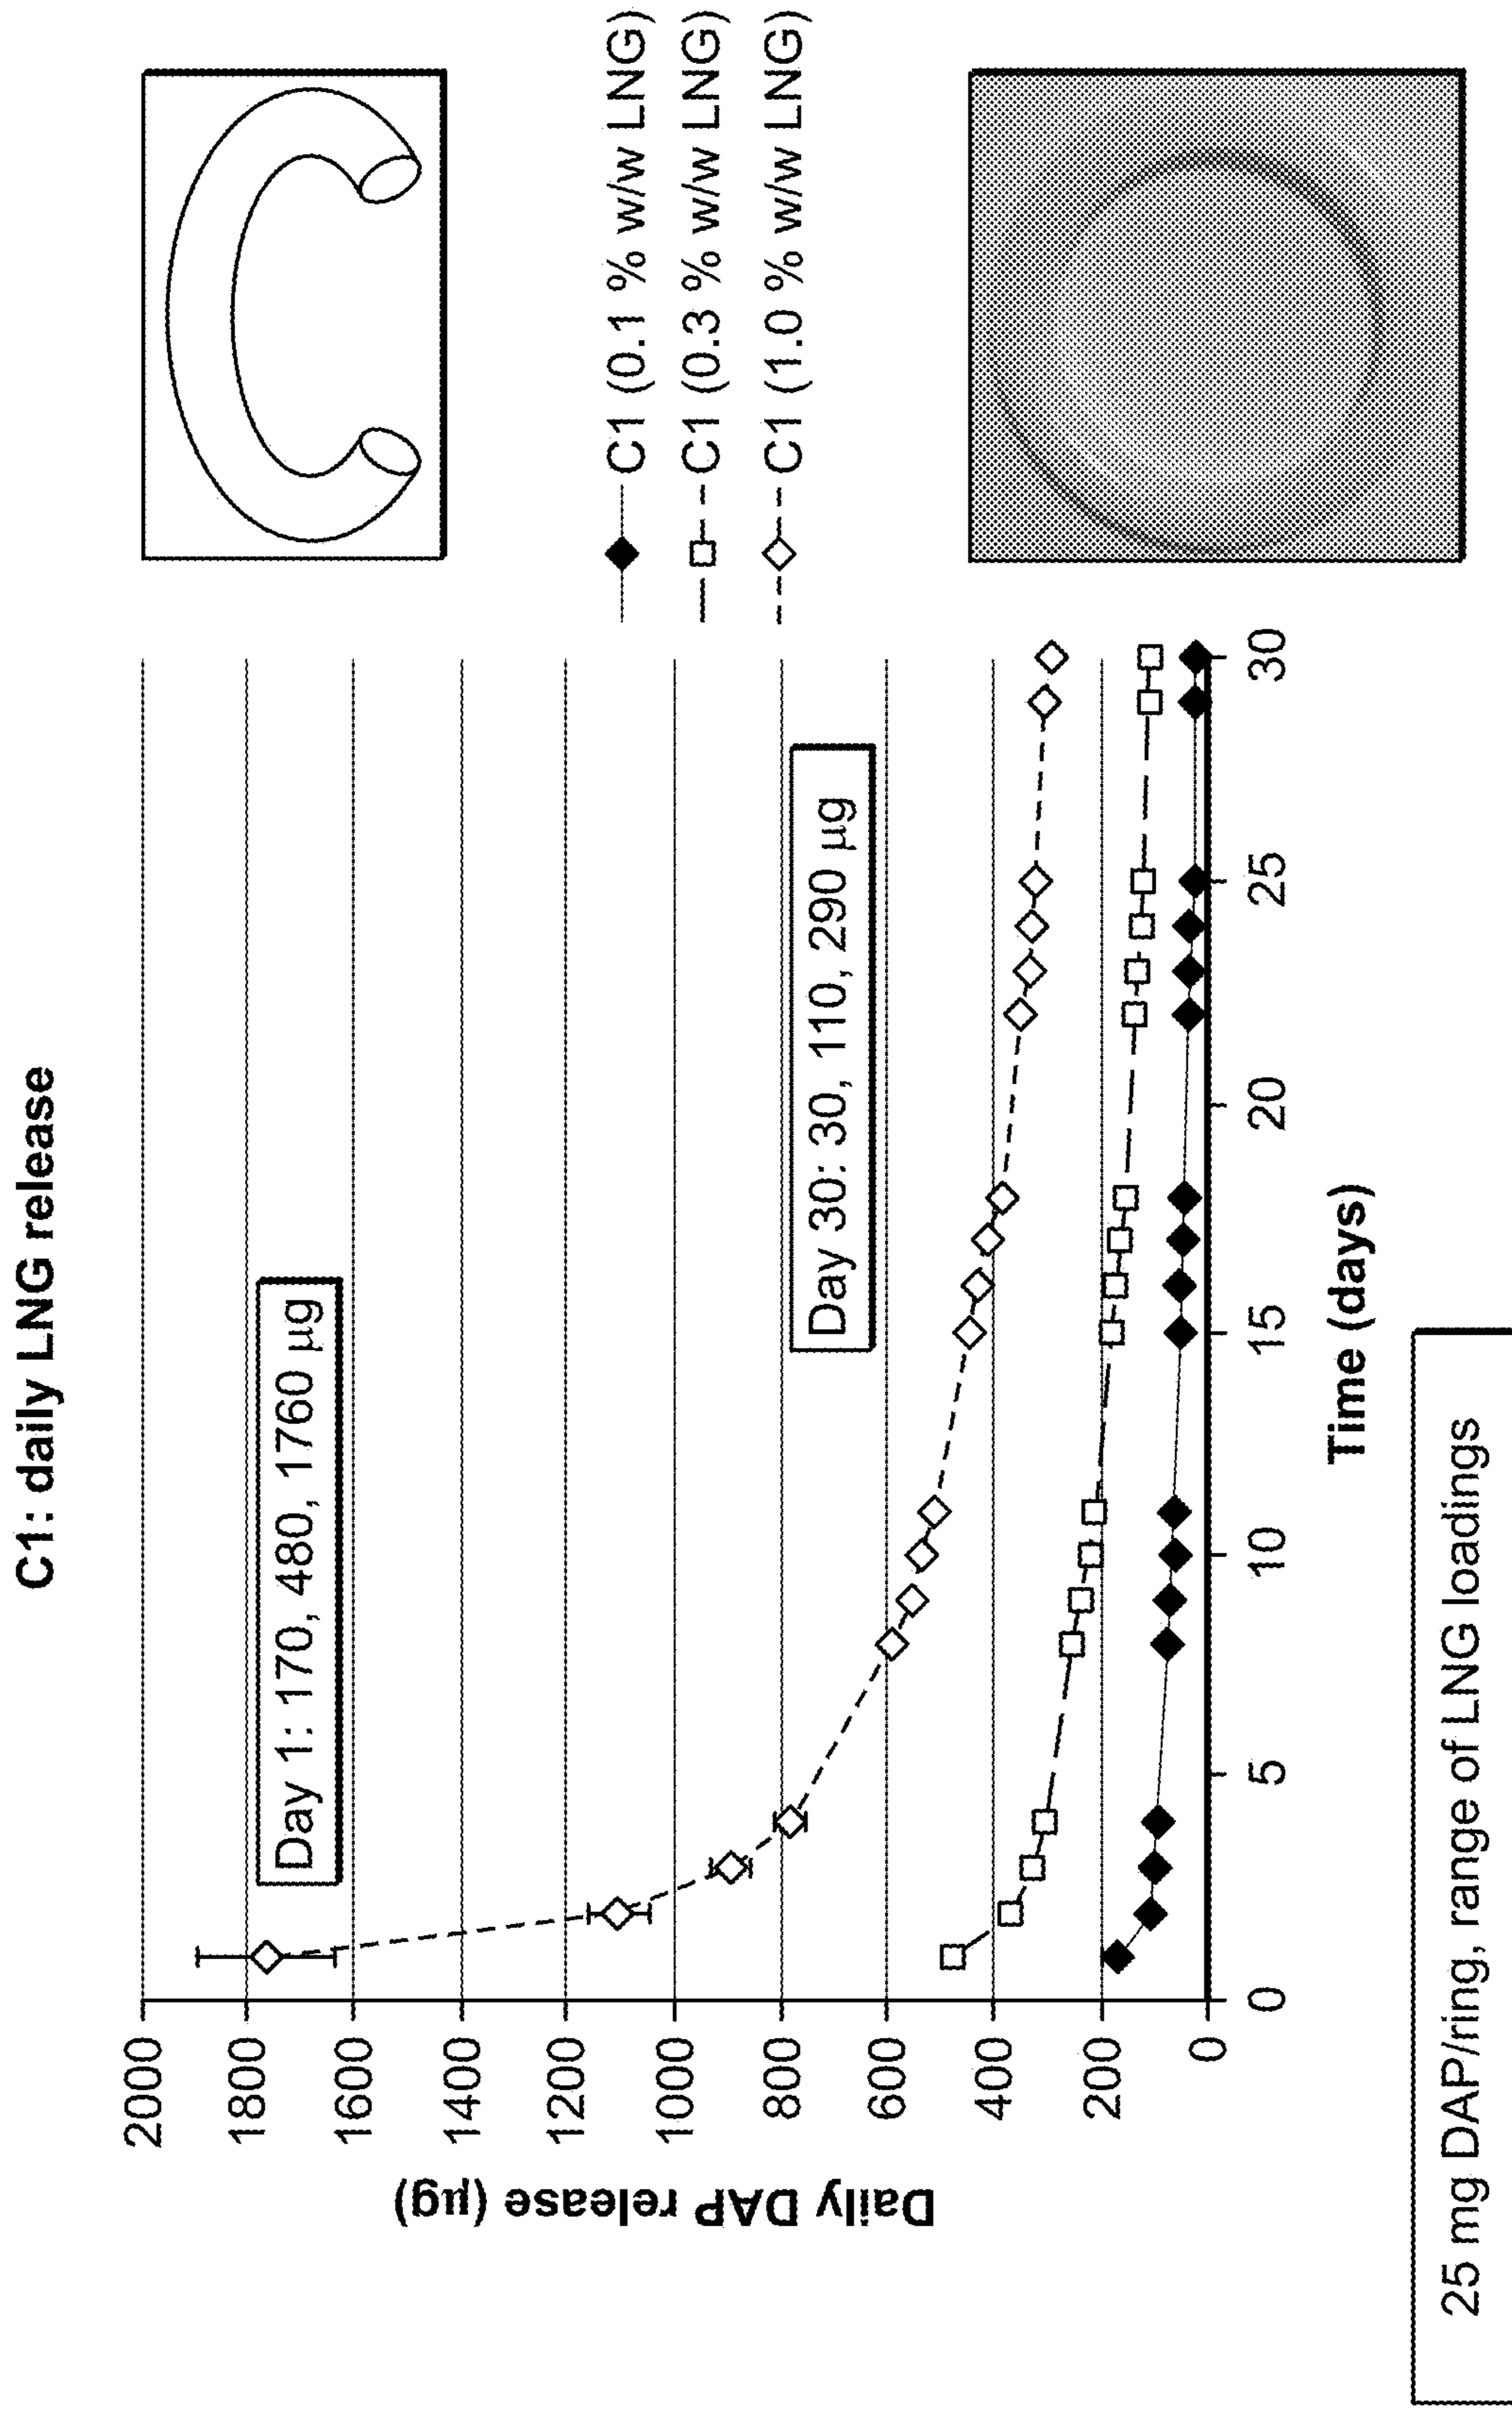 C1: daily LNG release
Daily DAP release (µg)
2000
1800
1600
1400
1200
1000
800
600
400
200
0
Day 1: 170, 480, 1760 µg
Day 30: 30, 110, 290 µg
0 5 10 15 20 25 30
Time (days)
C1 (0.1 % w/w LNG)
C1 (0.3 % w/w LNG)
C1 (1.0 % w/w LNG)
25 mg DAP/ring, range of LNG loadings